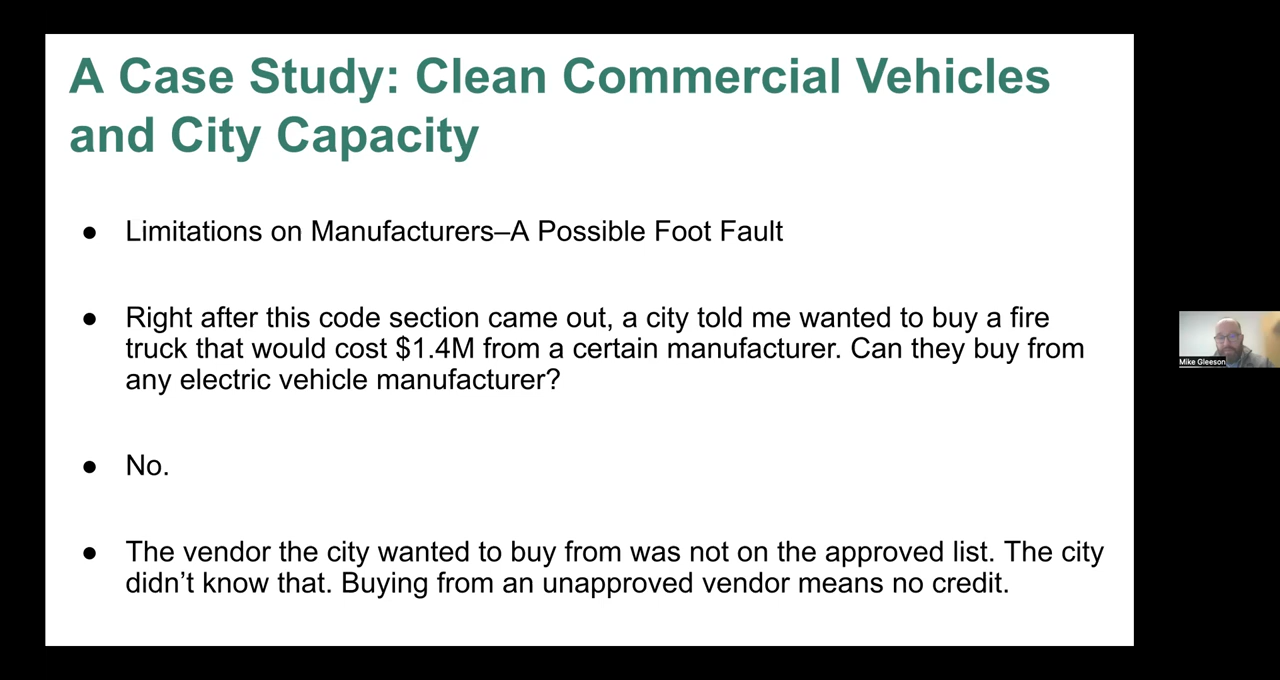 A Case Study: Clean Commercial Vehicles
and City Capacity
● Limitations on Manufacturers–A Possible Foot Fault
● Right after this code section came out, a city told me wanted to buy a fire
truck that would cost $1.4M from a certain manufacturer. Can they buy from
any electric vehicle manufacturer?
● No.
● The vendor the city wanted to buy from was not on the approved list. The city
didn’t know that. Buying from an unapproved vendor means no credit.
Mike Gleeson